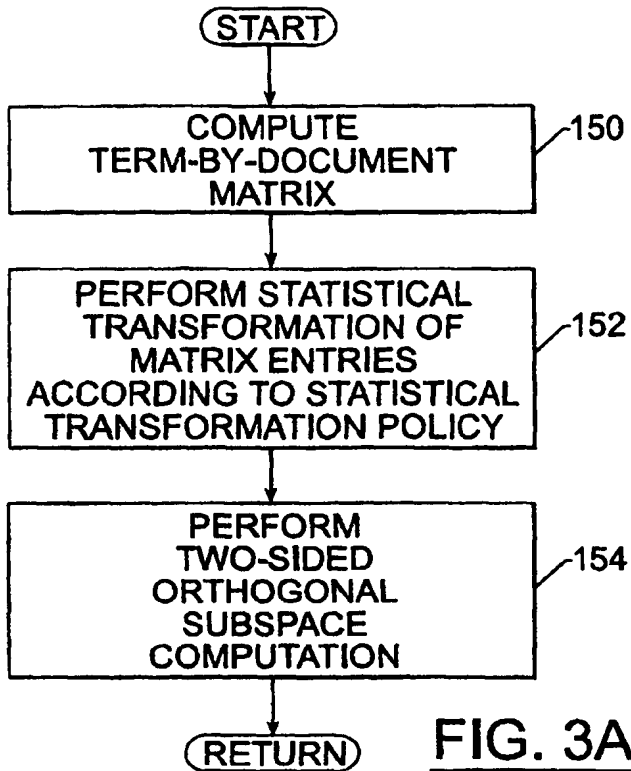 START
COMPUTE
TERM-BY-DOCUMENT
MATRIX
150
PERFORM STATISTICAL
TRANSFORMATION OF
MATRIX ENTRIES
ACCORDING TO STATISTICAL
TRANSFORMATION POLICY
152
PERFORM
TWO-SIDED
ORTHOGONAL
SUBSPACE
COMPUTATION
154
RETURN
FIG. 3A